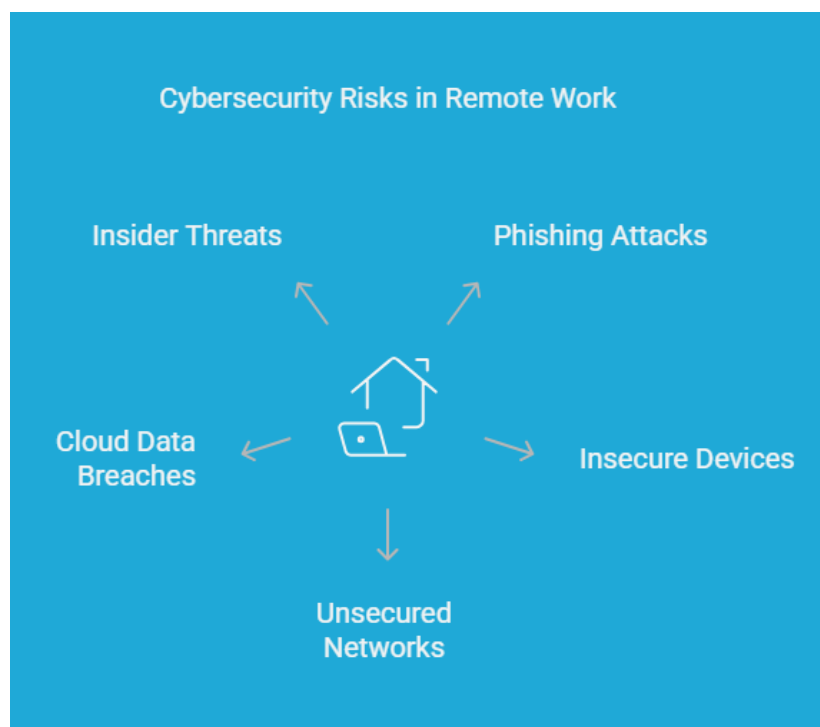 Cybersecurity Risks in Remote Work
Insider Threats
Phishing Attacks
Cloud Data
Breaches
Insecure Devices
Unsecured
Networks